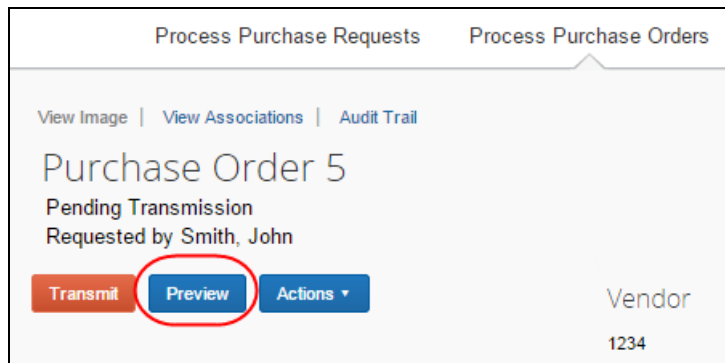 Process Purchase Requests Process Purchase Orders
View Image | View Associations | Audit Trail
Purchase Order 5
Pending Transmission
Requested by Smith, John
Transmit Preview Actions
Vendor
1234